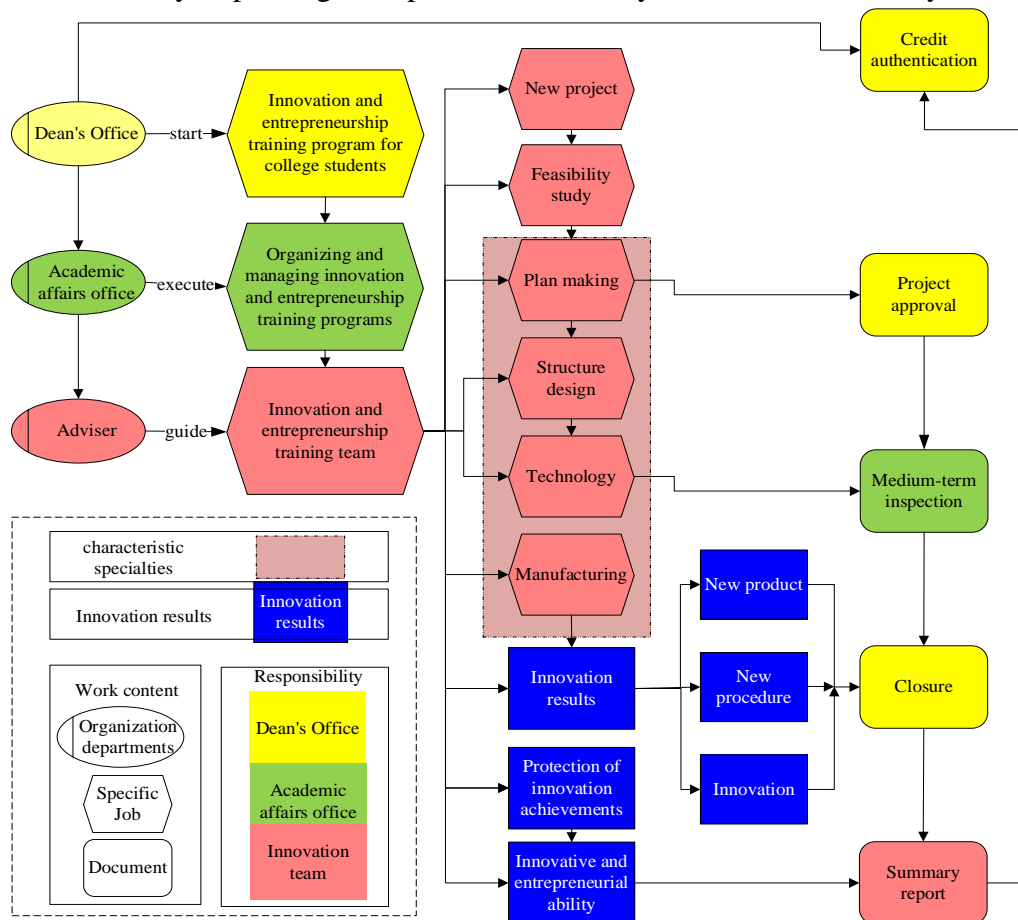 Credit
authentication
New project
Innovation and
entrepreneurship
training program for
college students
Dean's Office
start
Feasibility
study
Organizing and
managing innovation
and entrepreneurship
training programs
Academic
affairs office
execute
Plan making
Project
approval
Structure
design
Innovation and
entrepreneurship
training team
Adviser
guide
Technology
Medium-term
inspection
characteristic
specialties
Manufacturing
New product
Innovation results
Innovation
results
Innovation
results
New
procedure
Closure
Work content
Organization
departments
Specific
Job
Document
Responsibility
Dean's Office
Academic
affairs office
Innovation
team
Protection of
innovation
achievements
Innovation
Innovative and
entrepreneurial
ability
Summary
report